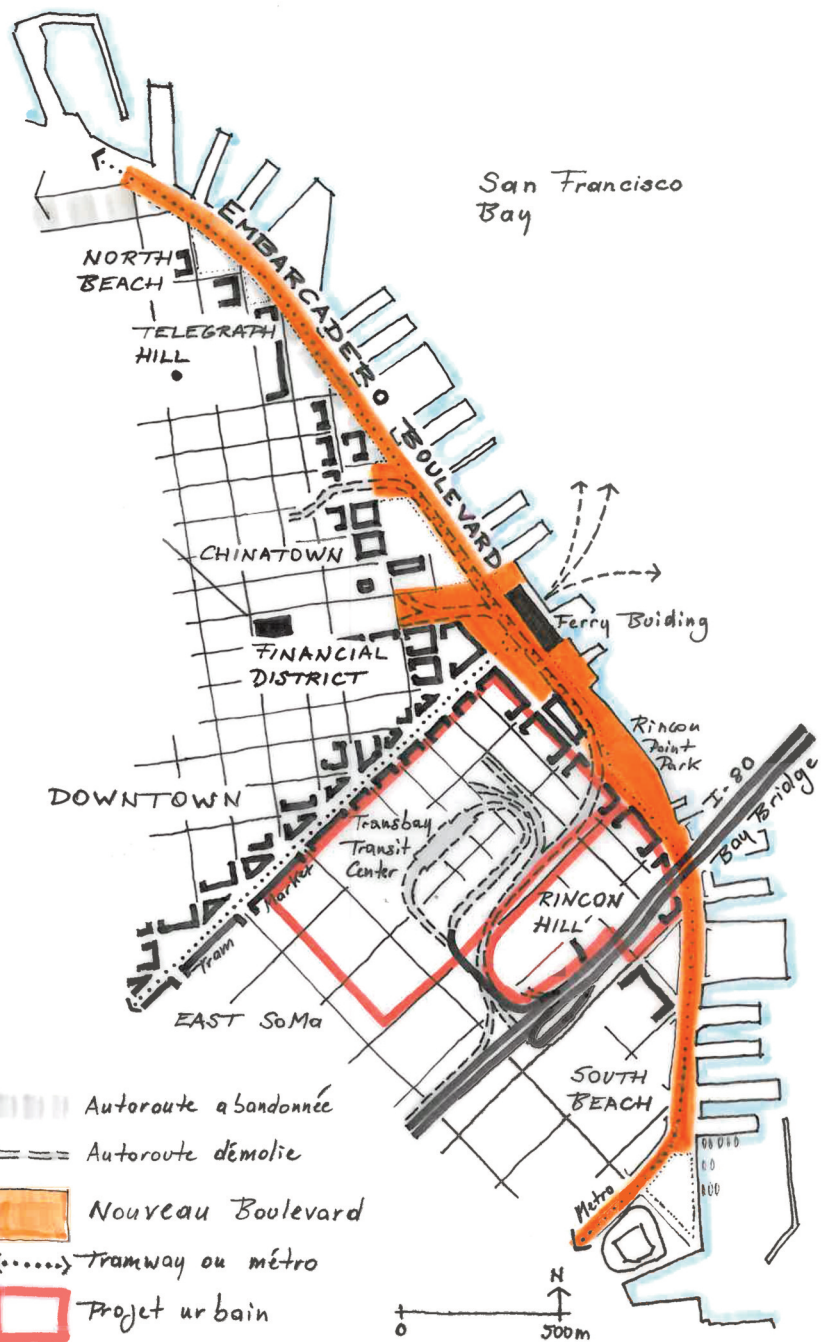 San Francisco
Bay
EMBARCADERO BOULEVARD
NORTH
BEACH
TELEGRAPH
HILL
CHINATOWN
Ferry Buiding
FINANCIAL
DISTRICT
Rincon
Point
Park
I-80
Bay Bridge
DOWNTOWN
Transbay
Transit
Center
Market
RINCON
HILL
Tram
EAST SoMa
SOUTH
BEACH
Metro
Autoroute abandonnée
Autoroute démolie
Nouveau Boulevard
Tramway ou métro
Projet urbain
N
0 500m